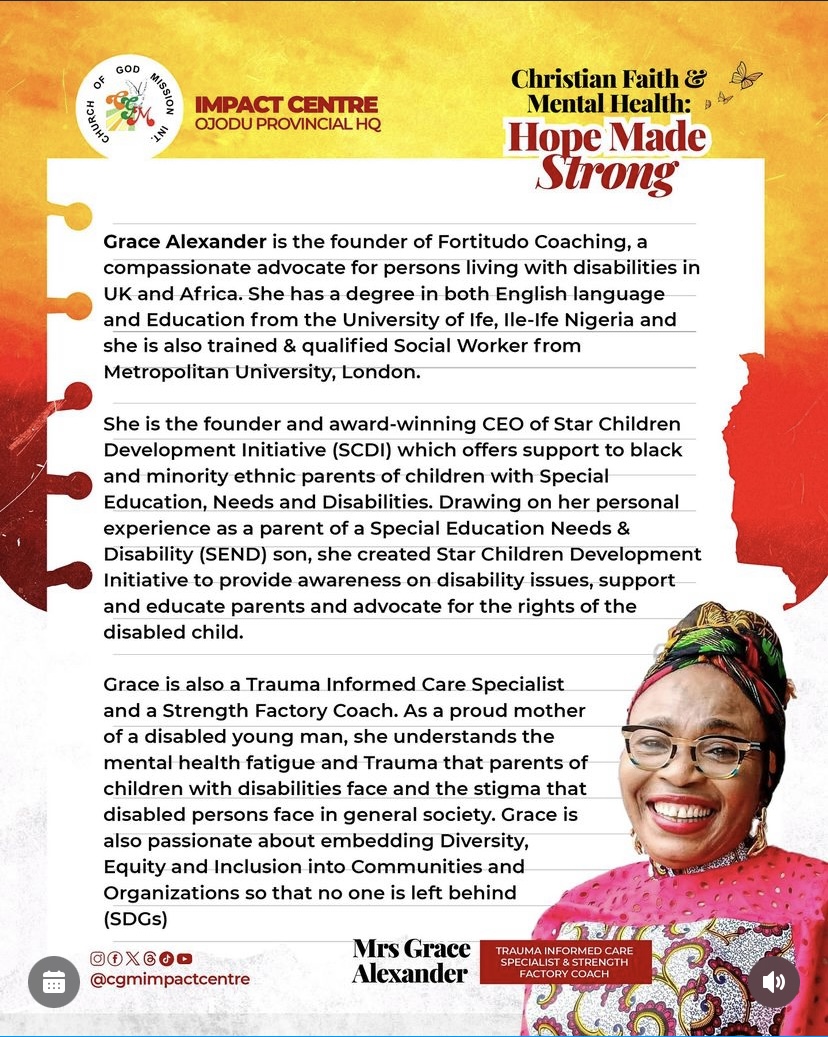 CHURCH OF GOD MISSION INT.
CGM
IMPACT CENTRE
OJODU PROVINCIAL HQ
Christian Faith &
Mental Health:
Hope Made
Strong
Grace Alexander is the founder of Fortitudo Coaching, a
compassionate advocate for persons living with disabilities in
UK and Africa. She has a degree in both English language
and Education from the University of Ife, Ile-Ife Nigeria and
she is also trained & qualified Social Worker from
Metropolitan University, London.
She is the founder and award-winning CEO of Star Children
Development Initiative (SCDI) which offers support to black
and minority ethnic parents of children with Special
Education, Needs and Disabilities. Drawing on her personal
experience as a parent of a Special Education Needs &
Disability (SEND) son, she created Star Children Development
Initiative to provide awareness on disability issues, support
and educate parents and advocate for the rights of the
disabled child.
Grace is also a Trauma Informed Care Specialist
and a Strength Factory Coach. As a proud mother
of a disabled young man, she understands the
mental health fatigue and Trauma that parents of
children with disabilities face and the stigma that
disabled persons face in general society. Grace is
also passionate about embedding Diversity,
Equity and Inclusion into Communities and
Organizations so that no one is left behind
(SDGs)
@cgmimpactcentre
Mrs Grace
Alexander
TRAUMA INFORMED CARE
SPECIALIST & STRENGTH
FACTORY COACH